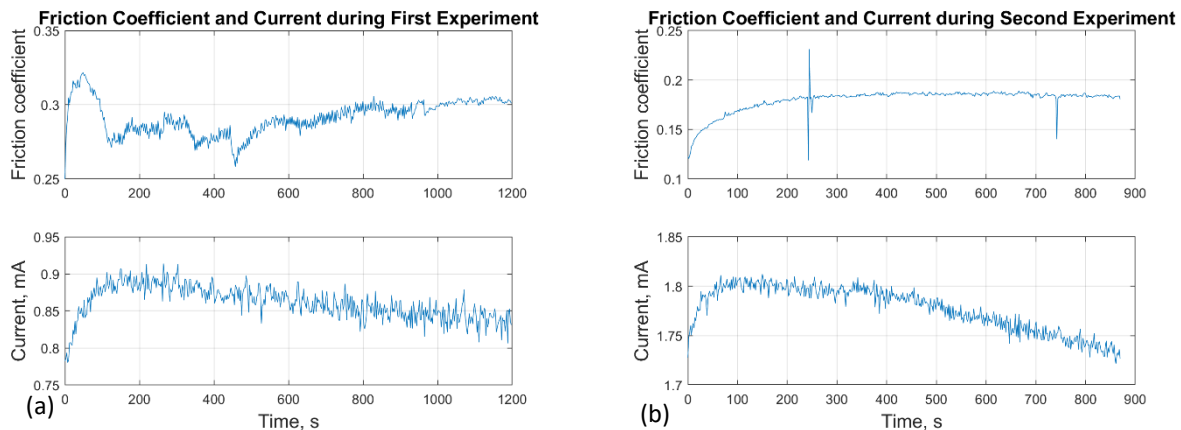 Friction Coefficient and Current during First Experiment
Friction coefficient
0.35
0.3
0.25
0 200 400 600 800 1000 1200
Current, mA
0.95
0.9
0.85
0.8
0.75
0 200 400 600 800 1000 1200
Time, s
(a)
Friction Coefficient and Current during Second Experiment
Friction coefficient
0.25
0.2
0.15
0.1
0 100 200 300 400 500 600 700 800 900
Current, mA
1.85
1.8
1.75
1.7
0 100 200 300 400 500 600 700 800 900
Time, s
(b)